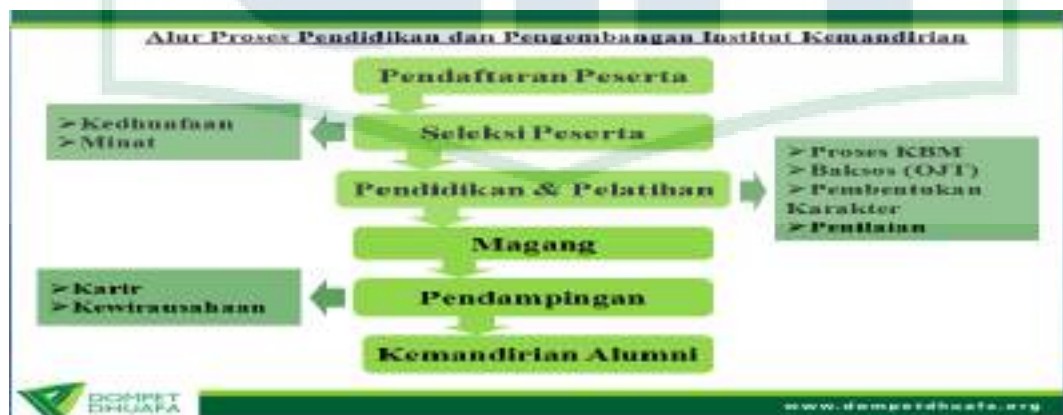 Alur Proses Pendidikan dan Pengembangan Institut Kemandirian
Pendaftaran Peserta
➢Kedhuafaan
➢Minat
Seleksi Peserta
Pendidikan & Pelatihan
➢Proses KBM
➢Baksos (OJT)
➢Pembentukan
Karakter
➢Penilaian
Magang
➢Karir
➢Kewirausahaan
Pendampingan
Kemandirian Alumni
DOMPET
DHUAFA
www.dompetdhuafa.org